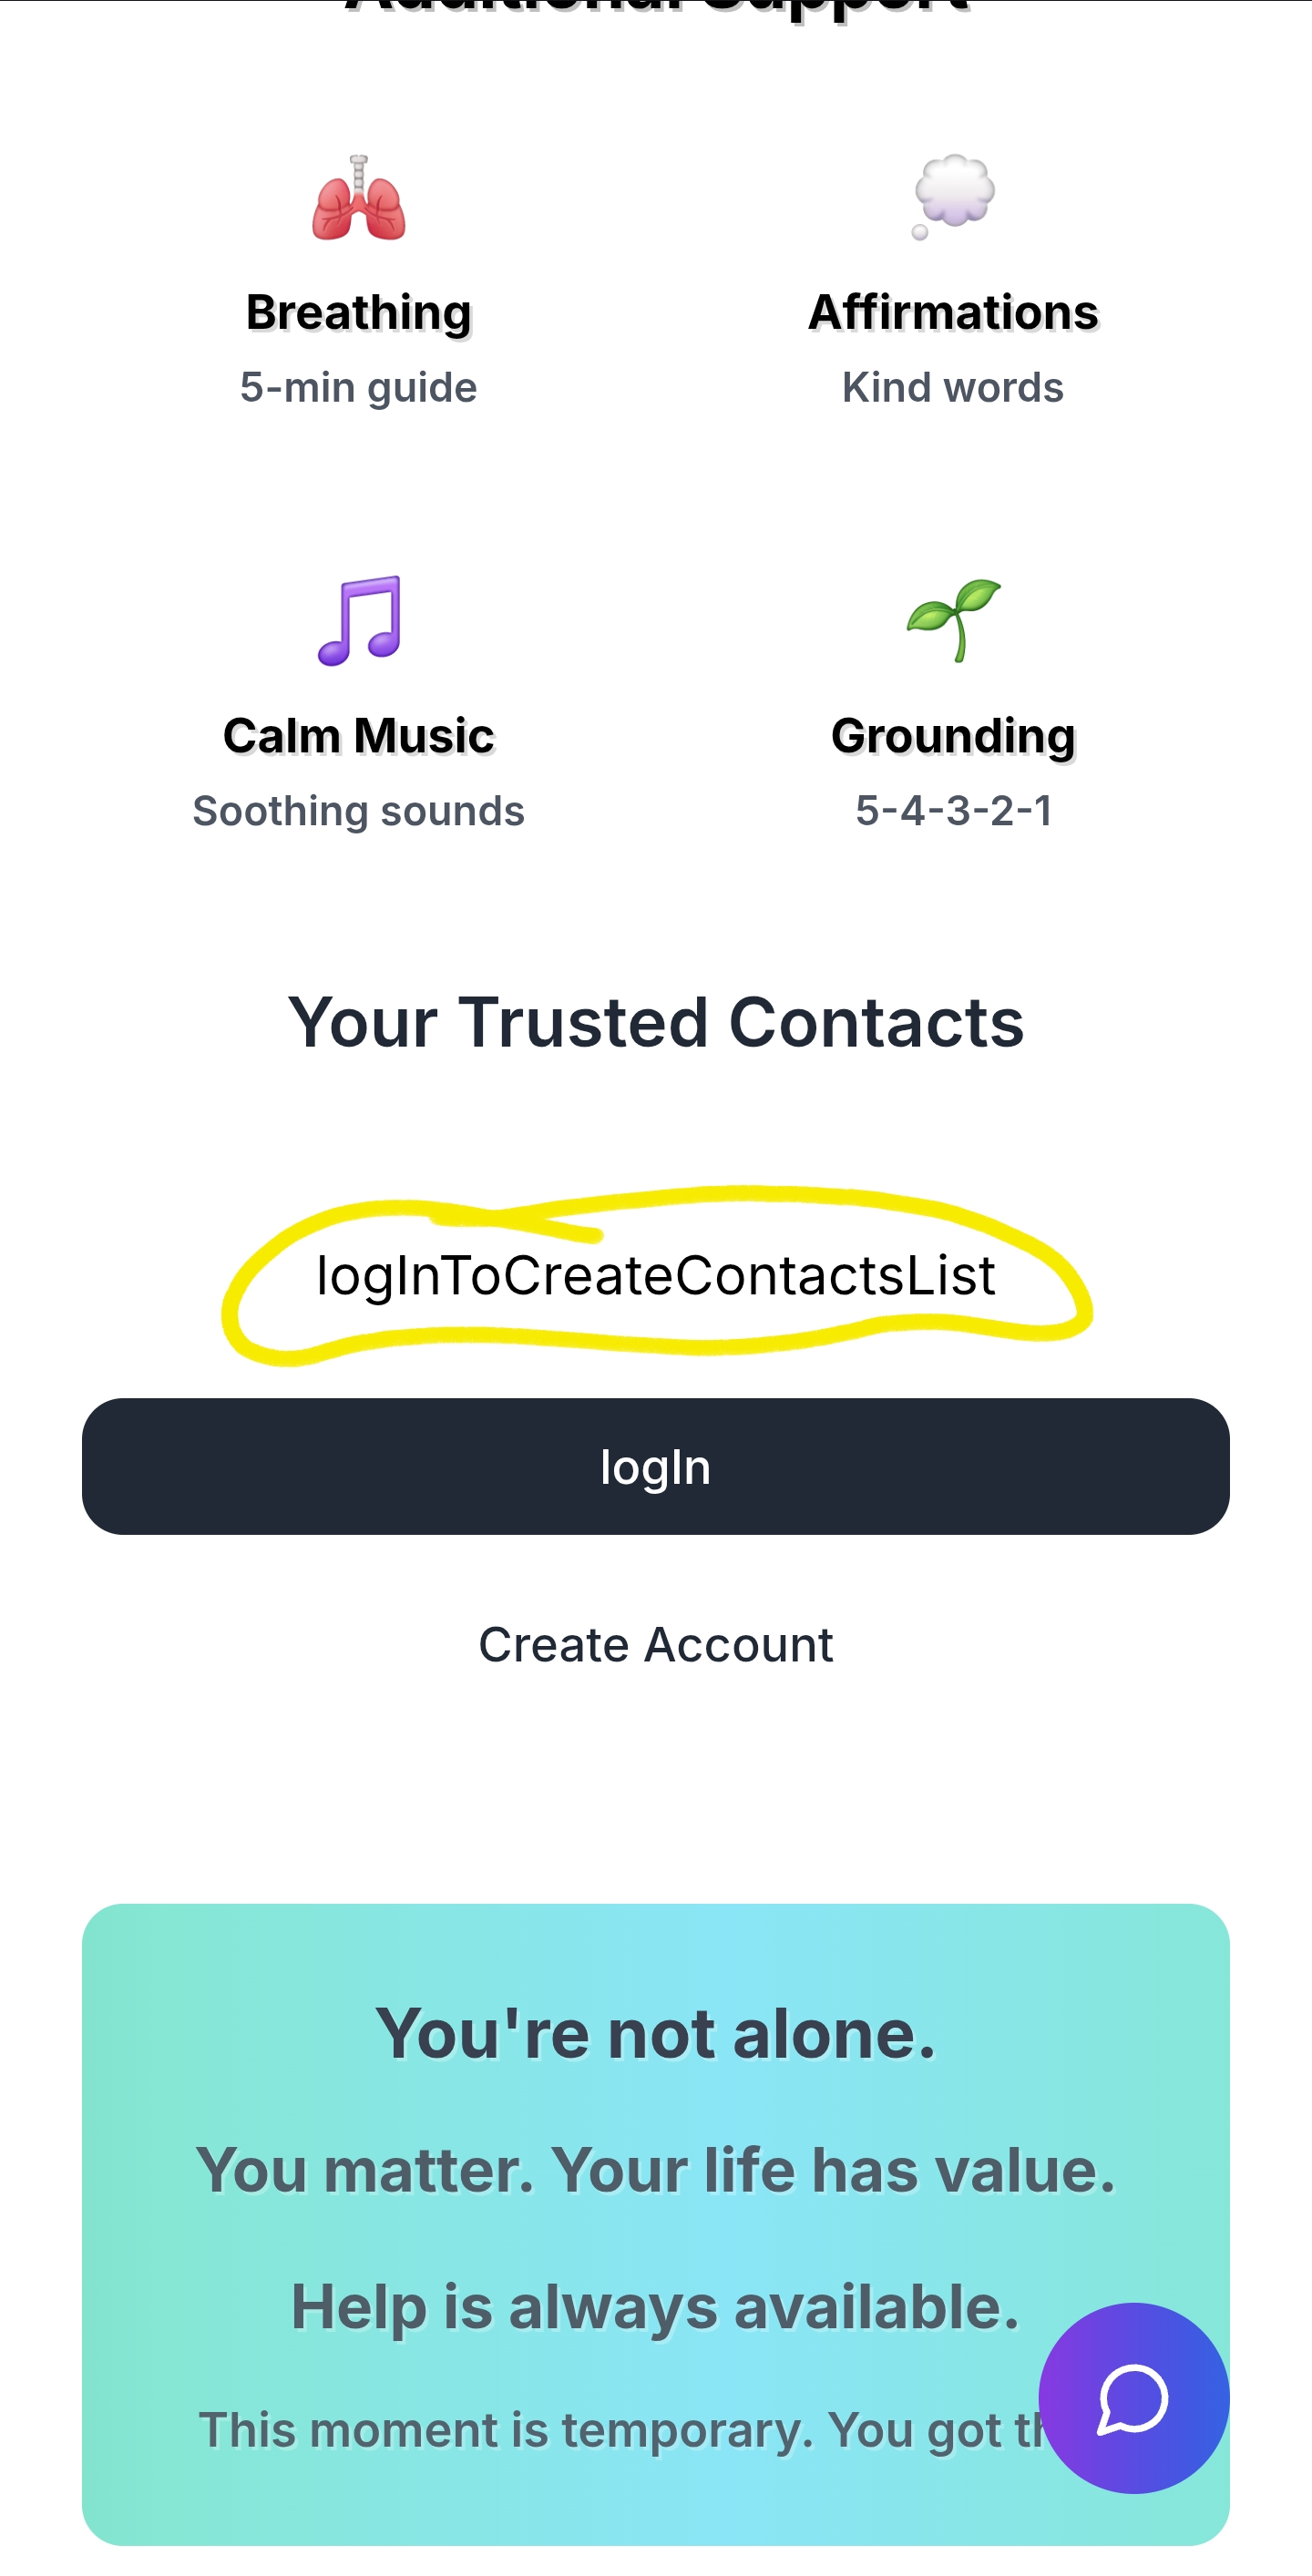 Additional Support
Breathing
Affirmations
5-min guide
Kind words
Calm Music
Grounding
Soothing sounds
5-4-3-2-1
Your Trusted Contacts
logInToCreateContactsList
logIn
Create Account
You're not alone.
You matter. Your life has value.
Help is always available.
This moment is temporary. You got